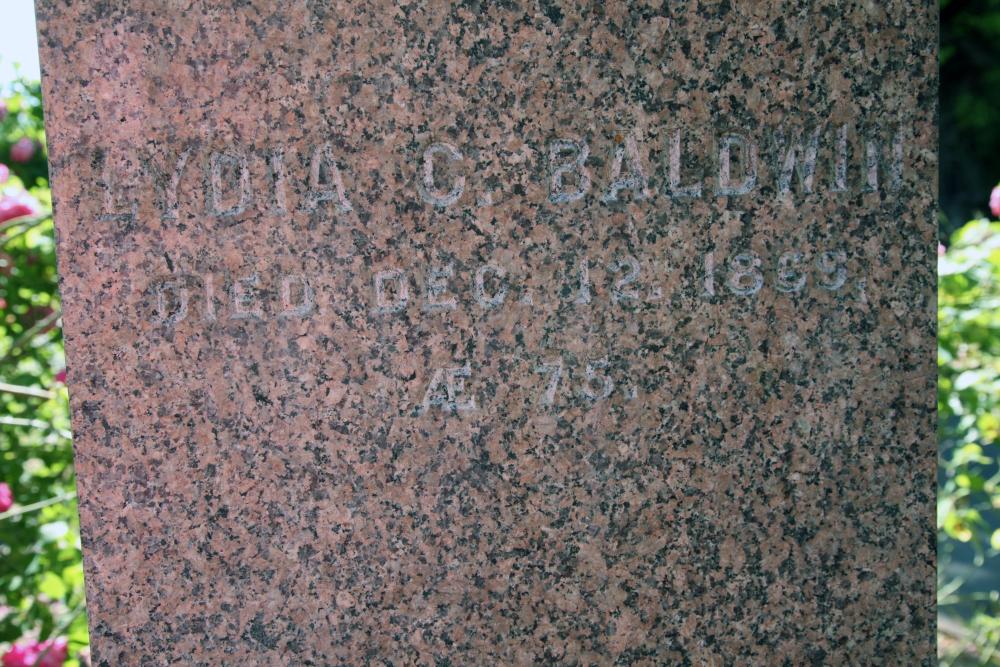 LYDIA C. BALDWIN
DIED DEC. 12. 1869,
Æ 75.